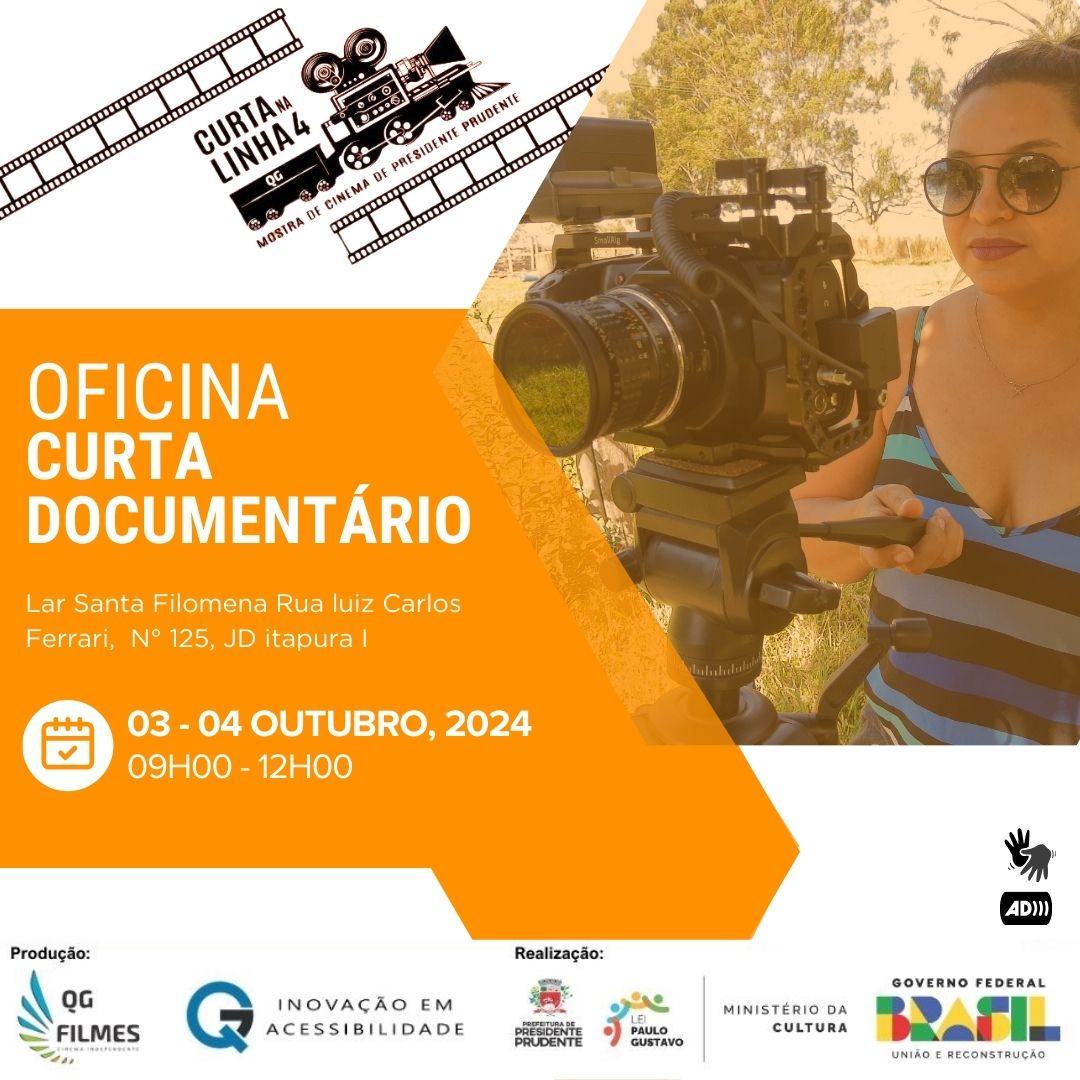 CURTA NA
LINHA 4
QG
MOSTRA DE CINEMA DE PRESIDENTE PRUDENTE
SmallRig
OFICINA
CURTA
DOCUMENTÁRIO
Lar Santa Filomena Rua luiz Carlos
Ferrari, N° 125, JD itapura I
03 - 04 OUTUBRO, 2024
09H00 - 12H00
AD)))
Produção:
Realização:
QG
FILMES
CINEMA INDEPENDENTE
INOVAÇÃO EM
ACESSIBILIDADE
PREFEITURA DE
PRESIDENTE
PRUDENTE
LEI
PAULO
GUSTAVO
MINISTÉRIO DA
CULTURA
GOVERNO FEDERAL
BRASIL
UNIÃO E RECONSTRUÇÃO